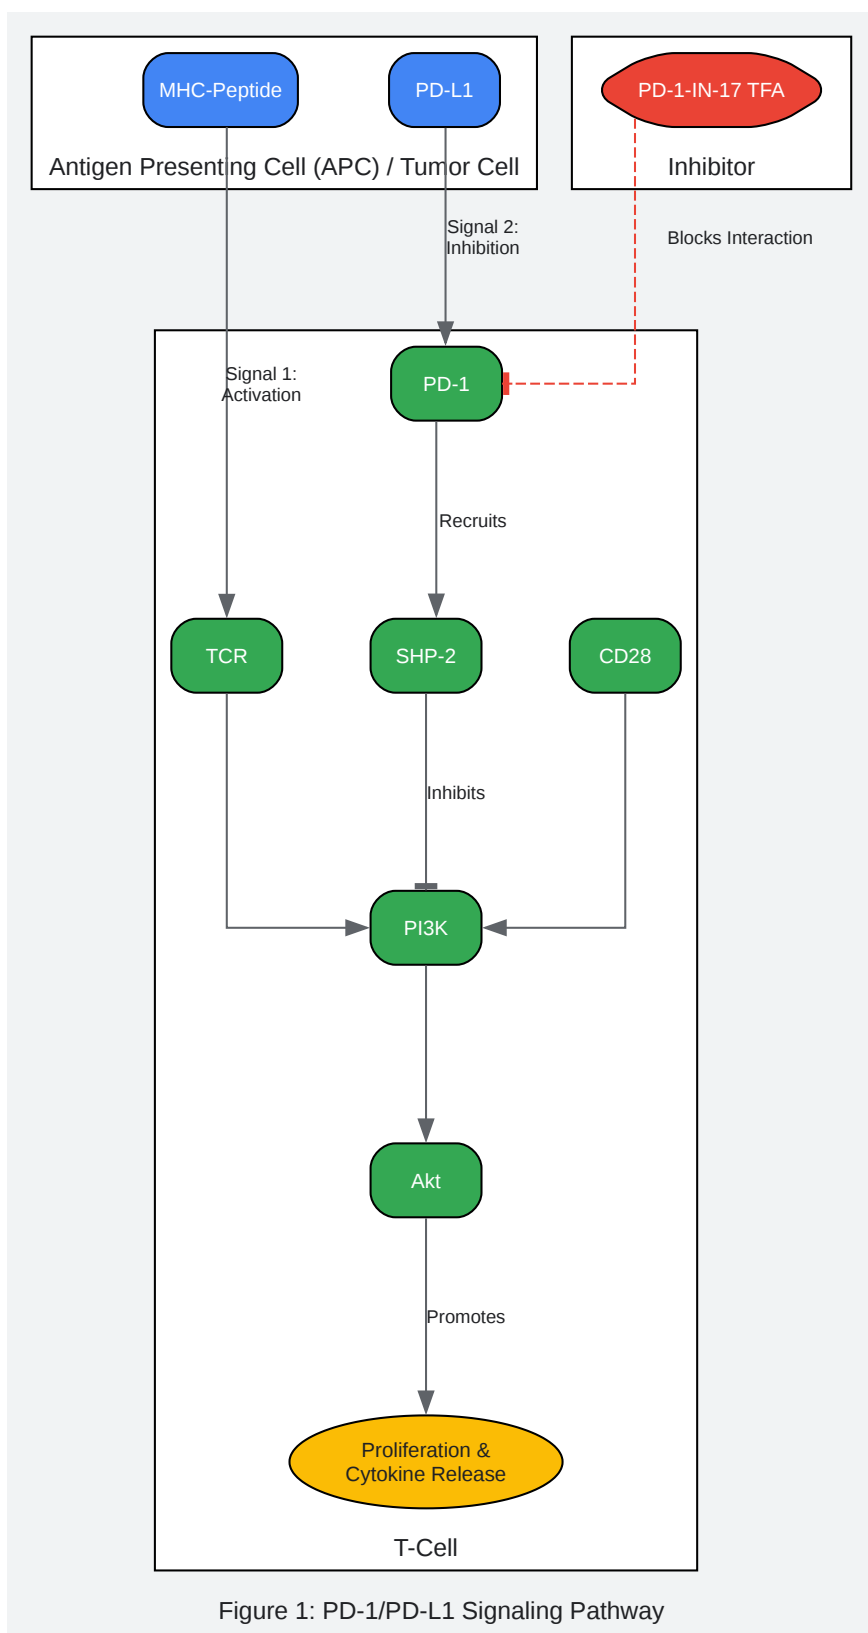 MHC-Peptide
PD-L1
PD-1-IN-17 TFA
Antigen Presenting Cell (APC) / Tumor Cell
Inhibitor
Signal 2:
Inhibition
Blocks Interaction
Signal 1:
Activation
PD-1
Recruits
TCR
SHP-2
CD28
Inhibits
PI3K
Akt
Promotes
Proliferation &
Cytokine Release
T-Cell
Figure 1: PD-1/PD-L1 Signaling Pathway